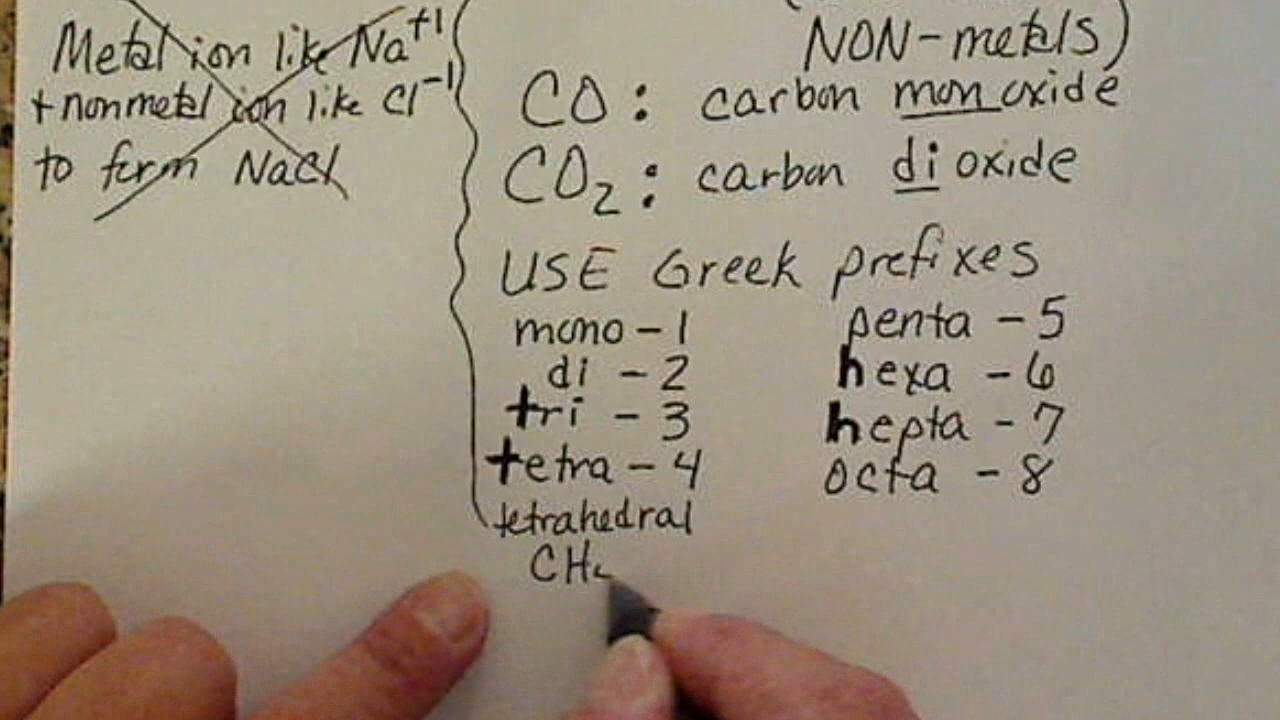 Metal ion like Na+1
+ nonmetal ion like Cl-1
to form NaCl
(
NON-metals)
CO: carbon monoxide
CO2: carbon dioxide
USE Greek prefixes
mono - 1
di - 2
tri - 3
tetra - 4
tetrahedral
CH
penta - 5
hexa - 6
hepta - 7
octa - 8